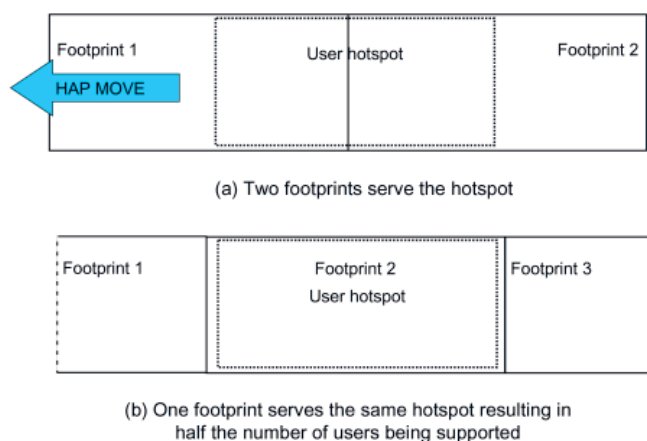 Footprint 1
User hotspot
Footprint 2
HAP MOVE
(a) Two footprints serve the hotspot
Footprint 1
Footprint 2
Footprint 3
User hotspot
(b) One footprint serves the same hotspot resulting in
half the number of users being supported